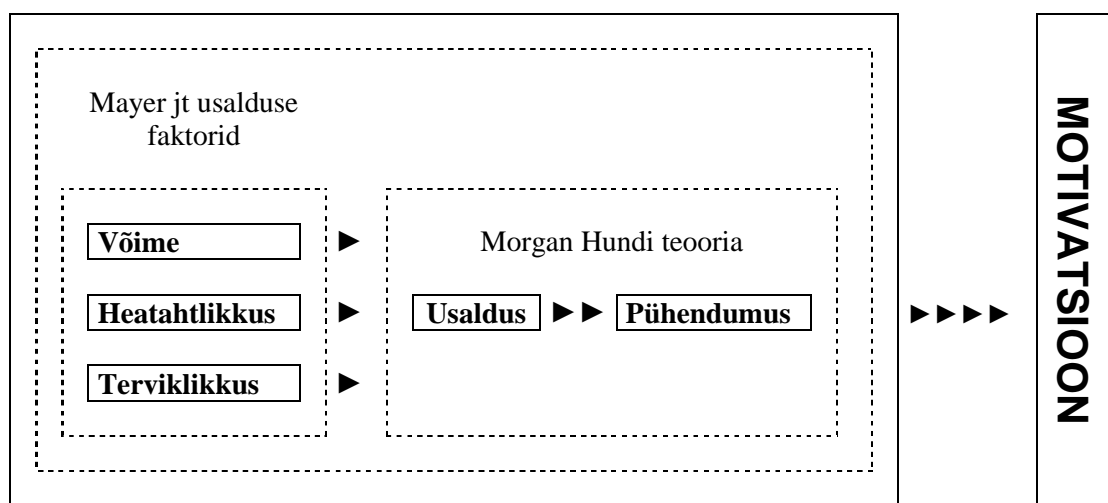 Mayer jt usalduse
faktorid
Võime
Heatahtlikkus
Terviklikkus
Morgan Hundi teooria
Usaldus
Pühendumus
MOTIVATSIOON